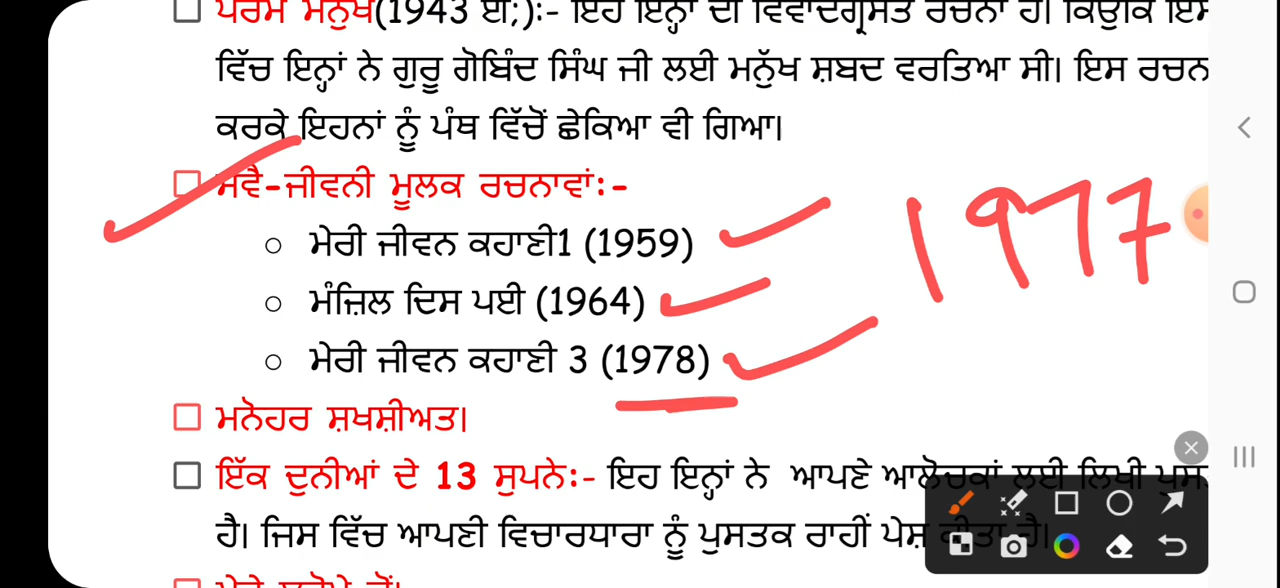 ਪਰਮ ਮਨੁੱਖ(1943 ਈ;):- ਇਹ ਇਨ੍ਹਾਂ ਦੀ ਵਿਵਾਦਗ੍ਰਸਤ ਰਚਨਾ ਹੈ। ਕਿਉਂਕਿ
ਵਿੱਚ ਇਨ੍ਹਾਂ ਨੇ ਗੁਰੂ ਗੋਬਿੰਦ ਸਿੰਘ ਜੀ ਲਈ ਮਨੁੱਖ ਸ਼ਬਦ ਵਰਤਿਆ ਸੀ। ਇਸ ਰਚਨ
ਕਰਕੇ ਇਹਨਾਂ ਨੂੰ ਪੰਥ ਵਿੱਚੋਂ ਛੇਕਿਆ ਵੀ ਗਿਆ।
ਸਵੈ-ਜੀਵਨੀ ਮੂਲਕ ਰਚਨਾਵਾਂ:-
ਮੇਰੀ ਜੀਵਨ ਕਹਾਣੀ1 (1959)
1977
ਮੰਜ਼ਿਲ ਦਿਸ ਪਈ (1964)
ਮੇਰੀ ਜੀਵਨ ਕਹਾਣੀ 3 (1978)
ਮਨੋਹਰ ਸ਼ਖਸ਼ੀਅਤ।
ਇੱਕ ਦੁਨੀਆਂ ਦੇ 13 ਸੁਪਨੇ:- ਇਹ ਇਨ੍ਹਾਂ ਨੇ ਆਪਣੇ ਆਲੋਚਕਾਂ ਲਈ ਲਿਖੀ
ਹੈ। ਜਿਸ ਵਿੱਚ ਆਪਣੀ ਵਿਚਾਰਧਾਰਾ ਨੂੰ ਪੁਸਤਕ ਰਾਹੀਂ ਪੇਸ਼ ਕੀਤਾ ਹੈ।